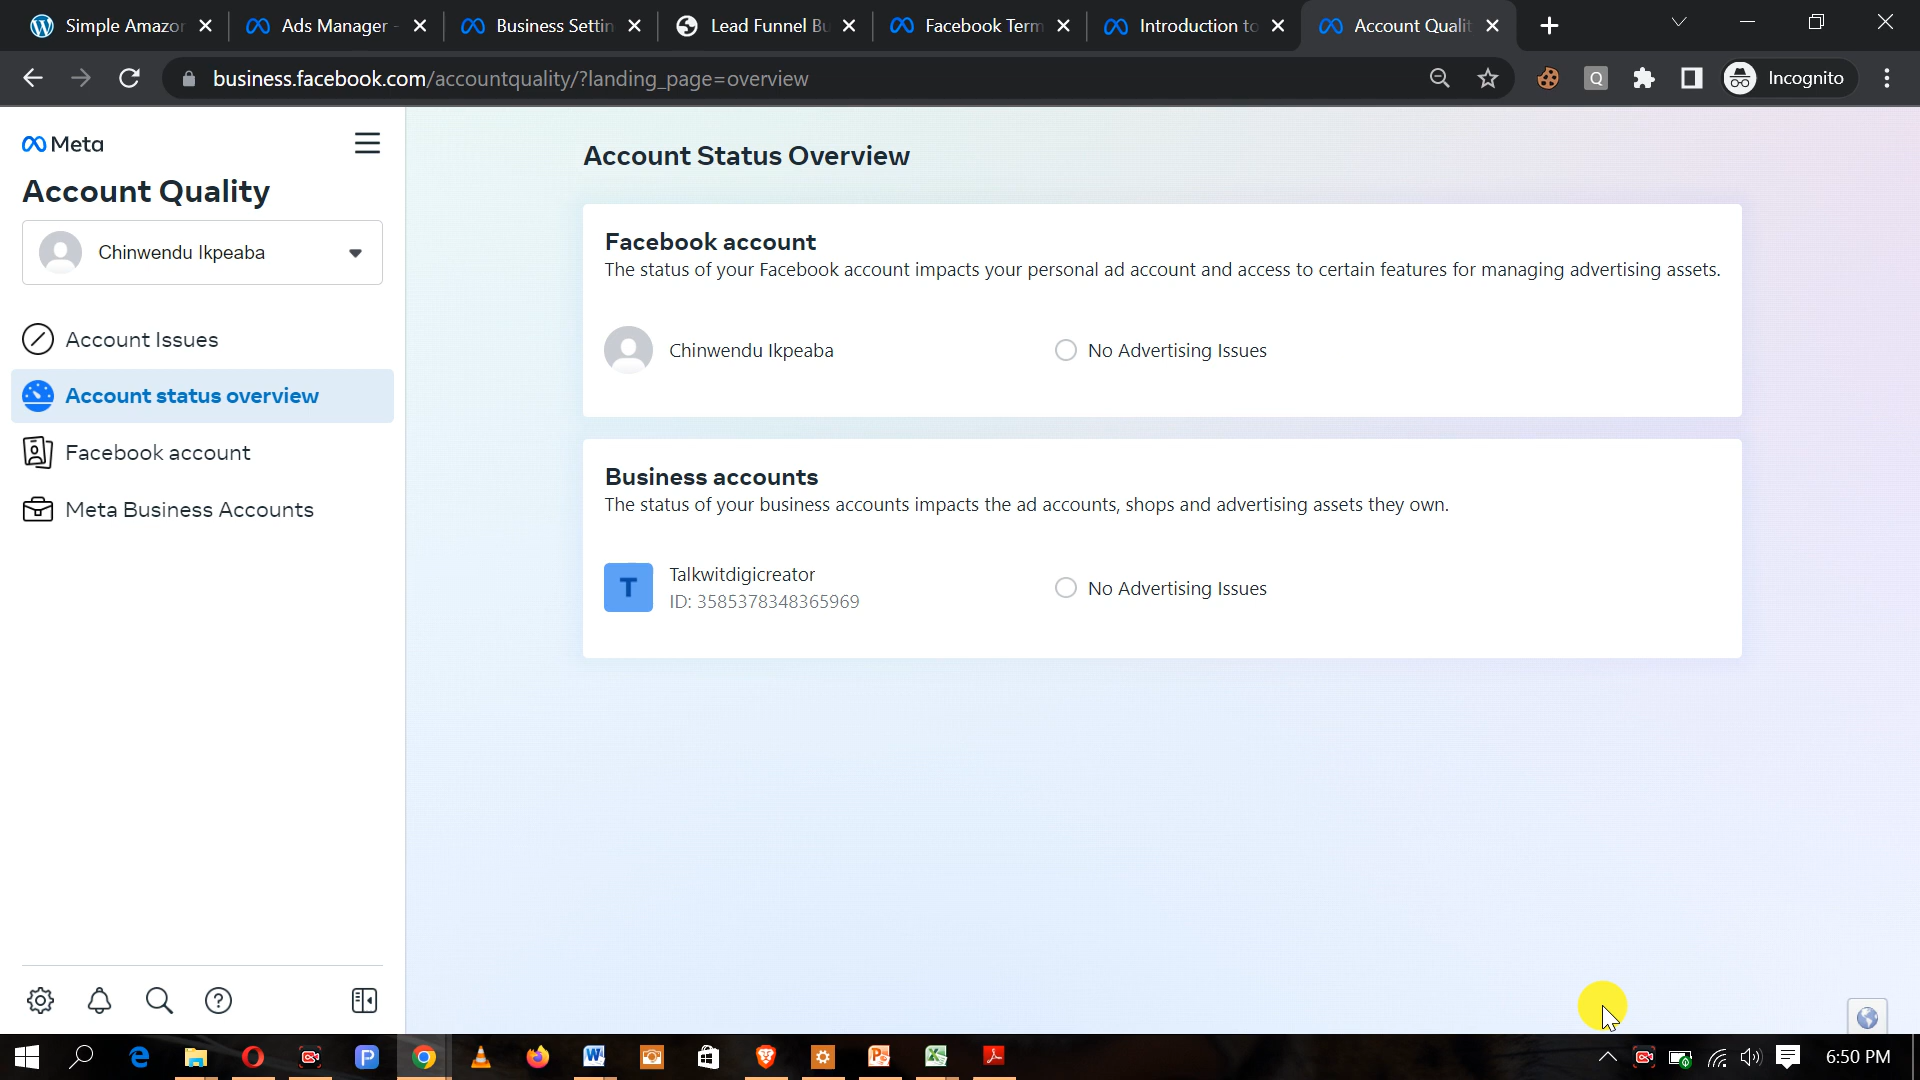 Simple Amazon
Ads Manager -
Business Settin
Lead Funnel Bu
Facebook Term
Introduction to
Account Qualit
business.facebook.com/accountquality/?landing_page=overview
Q
Incognito
Meta
Account Quality
Chinwendu Ikpeaba
Account Issues
Account status overview
Facebook account
Meta Business Accounts
Account Status Overview
Facebook account
The status of your Facebook account impacts your personal ad account and access to certain features for managing advertising assets.
Chinwendu Ikpeaba
No Advertising Issues
Business accounts
The status of your business accounts impacts the ad accounts, shops and advertising assets they own.
T
Talkwitdigicreator
ID: 3585378348365969
No Advertising Issues
6:50 PM